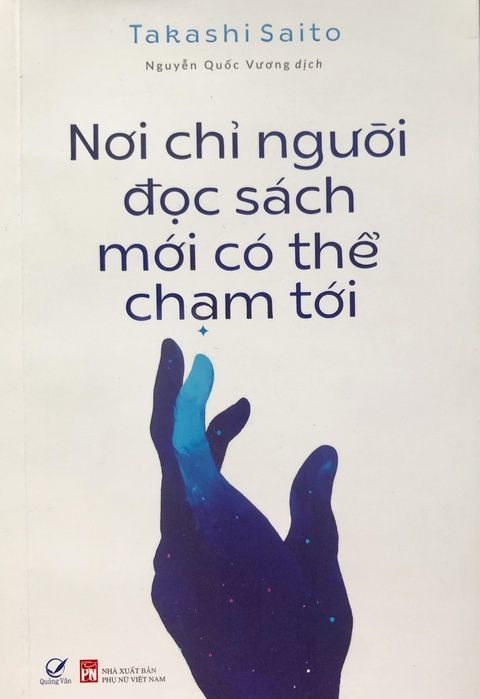 Takashi Saito
Nguyễn Quốc Vương dịch
Nơi chỉ người
đọc sách
mới có thể
chạm tới
Quảng Văn
PN
NHÀ XUẤT BẢN
PHỤ NỮ VIỆT NAM